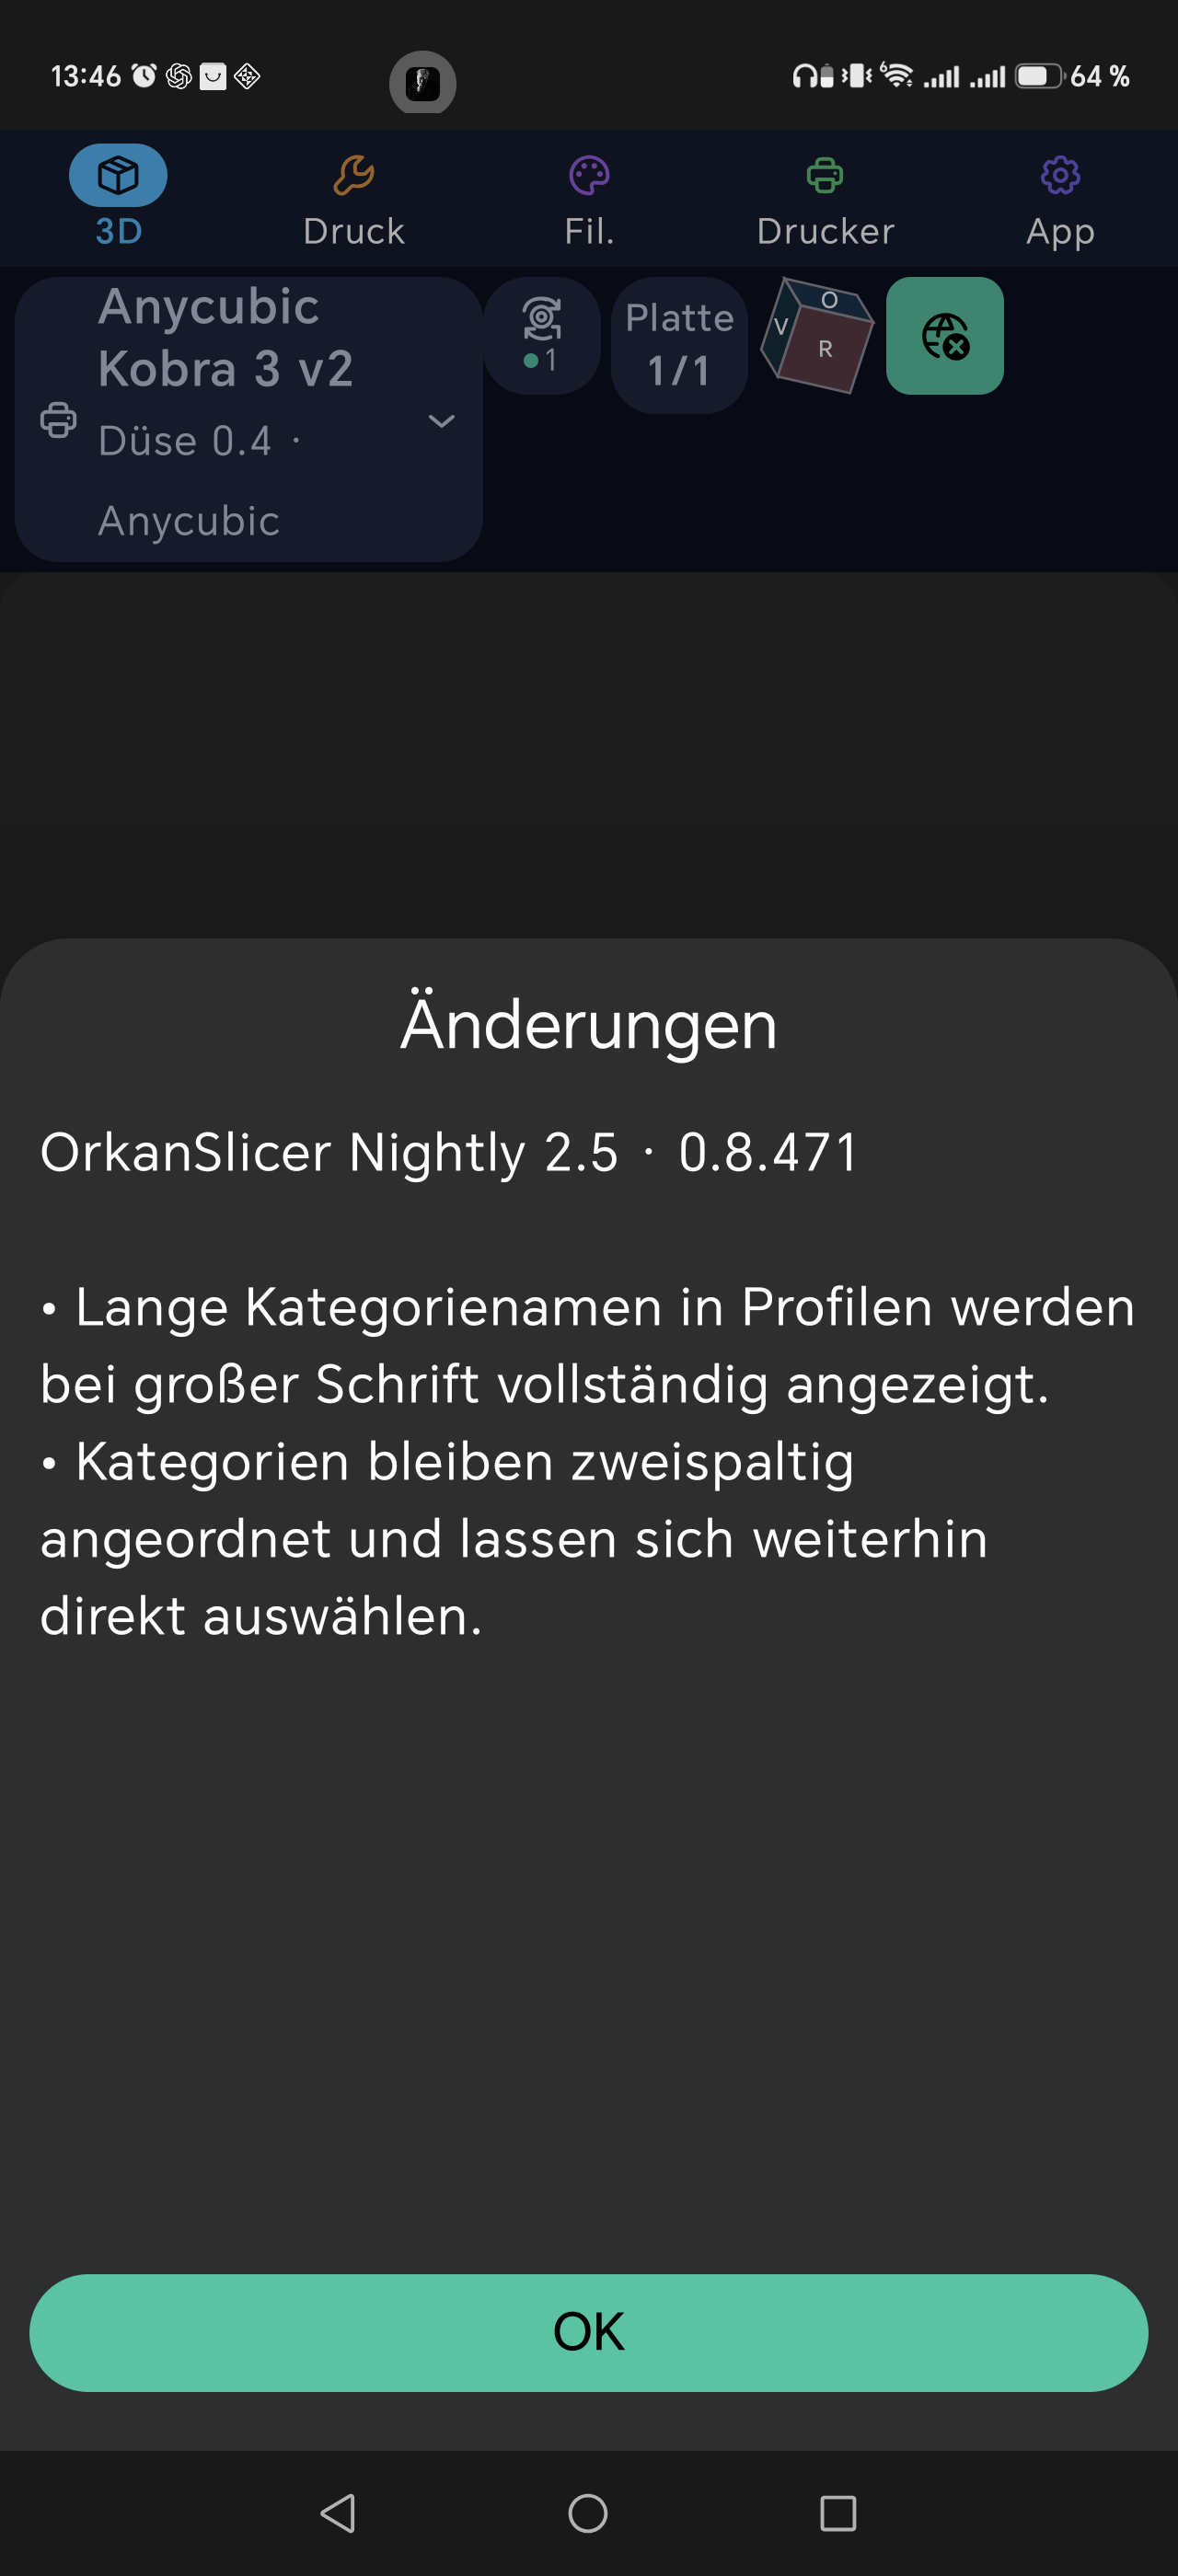 13:46
6
64 %
3D
Druck
Fil.
Drucker
App
Anycubic
Kobra 3 v2
Düse 0.4 ·
Anycubic
1
Platte
1/1
O
V
R
Änderungen
OrkanSlicer Nightly 2.5 · 0.8.471
• Lange Kategorienamen in Profilen werden
bei großer Schrift vollständig angezeigt.
• Kategorien bleiben zweispaltig
angeordnet und lassen sich weiterhin
direkt auswählen.
OK